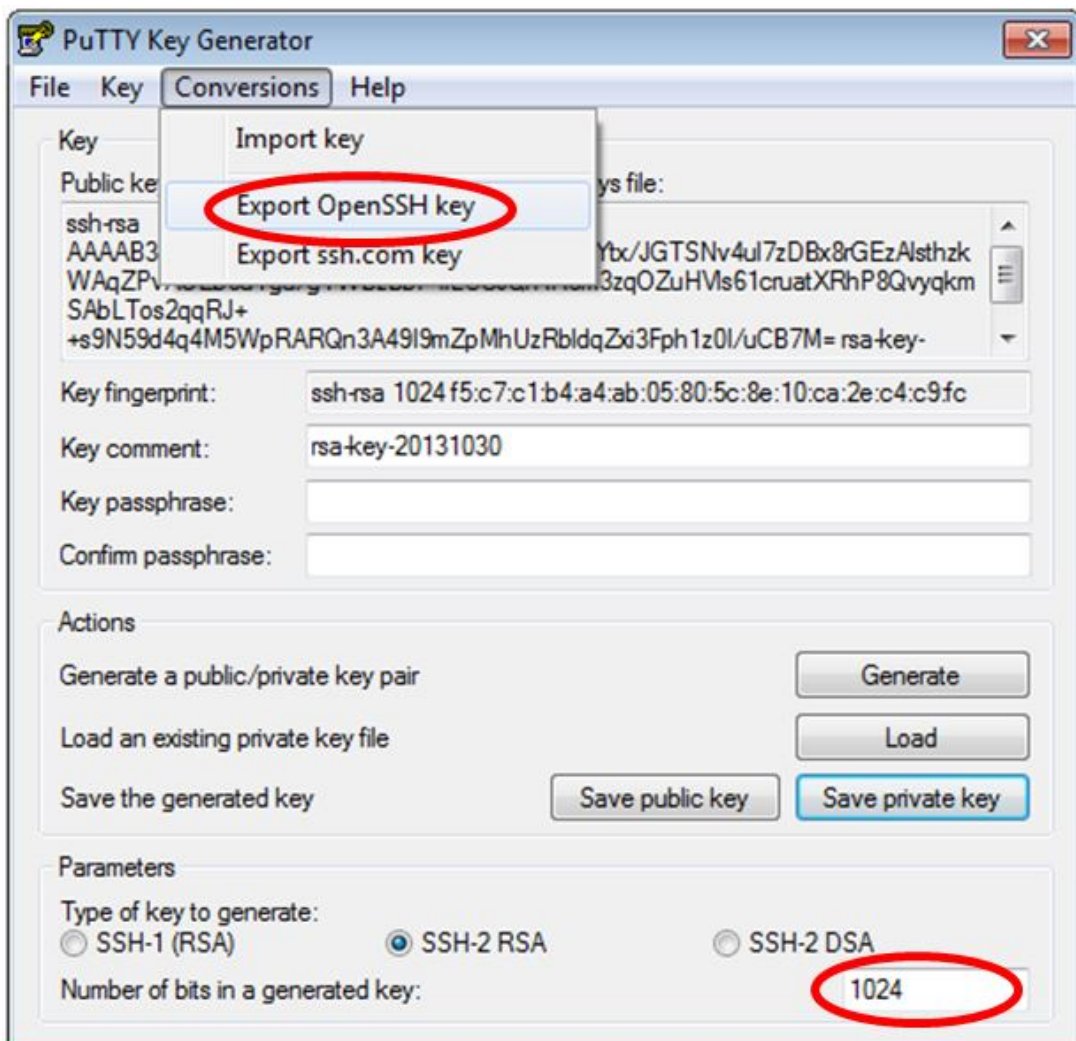 PuTTY Key Generator
File Key Conversions Help
Import key
Export OpenSSH key
Export ssh.com key
Key
Public ke ys file:
ssh-rsa
AAAAB3 Ytx/JGTSNv4ul7zDBx8rGEzAlsthzk
WAqZPv 3zqOZuHVls61cruatXRhP8Qvyqkm
SAbLTos2qqRJ+
+s9N59d4q4M5WpRARQn3A49I9mZpMhUzRbldqZxi3Fph1z0I/uCB7M= rsa-key-
Key fingerprint: ssh-rsa 1024 f5:c7:c1:b4:a4:ab:05:80:5c:8e:10:ca:2e:c4:c9:fc
Key comment: rsa-key-20131030
Key passphrase:
Confirm passphrase:
Actions
Generate a public/private key pair Generate
Load an existing private key file Load
Save the generated key Save public key Save private key
Parameters
Type of key to generate:
SSH-1 (RSA) SSH-2 RSA SSH-2 DSA
Number of bits in a generated key: 1024